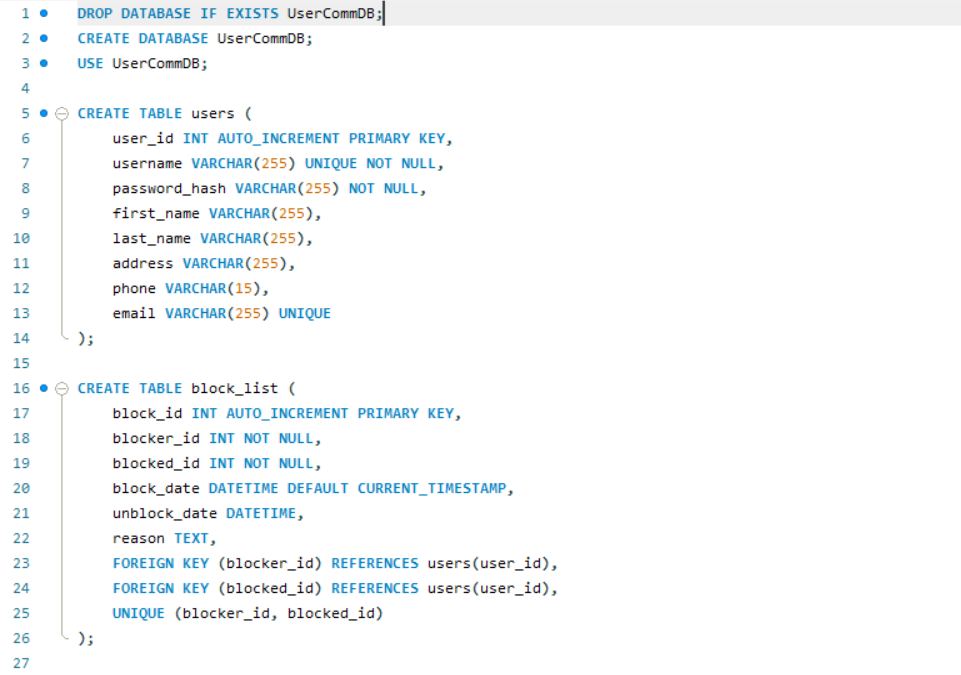 1 DROP DATABASE IF EXISTS UserCommDB;
2 CREATE DATABASE UserCommDB;
3 USE UserCommDB;
4
5 CREATE TABLE users (
6 user_id INT AUTO_INCREMENT PRIMARY KEY,
7 username VARCHAR(255) UNIQUE NOT NULL,
8 password_hash VARCHAR(255) NOT NULL,
9 first_name VARCHAR(255),
10 last_name VARCHAR(255),
11 address VARCHAR(255),
12 phone VARCHAR(15),
13 email VARCHAR(255) UNIQUE
14 );
15
16 CREATE TABLE block_list (
17 block_id INT AUTO_INCREMENT PRIMARY KEY,
18 blocker_id INT NOT NULL,
19 blocked_id INT NOT NULL,
20 block_date DATETIME DEFAULT CURRENT_TIMESTAMP,
21 unblock_date DATETIME,
22 reason TEXT,
23 FOREIGN KEY (blocker_id) REFERENCES users(user_id),
24 FOREIGN KEY (blocked_id) REFERENCES users(user_id),
25 UNIQUE (blocker_id, blocked_id)
26 );
27